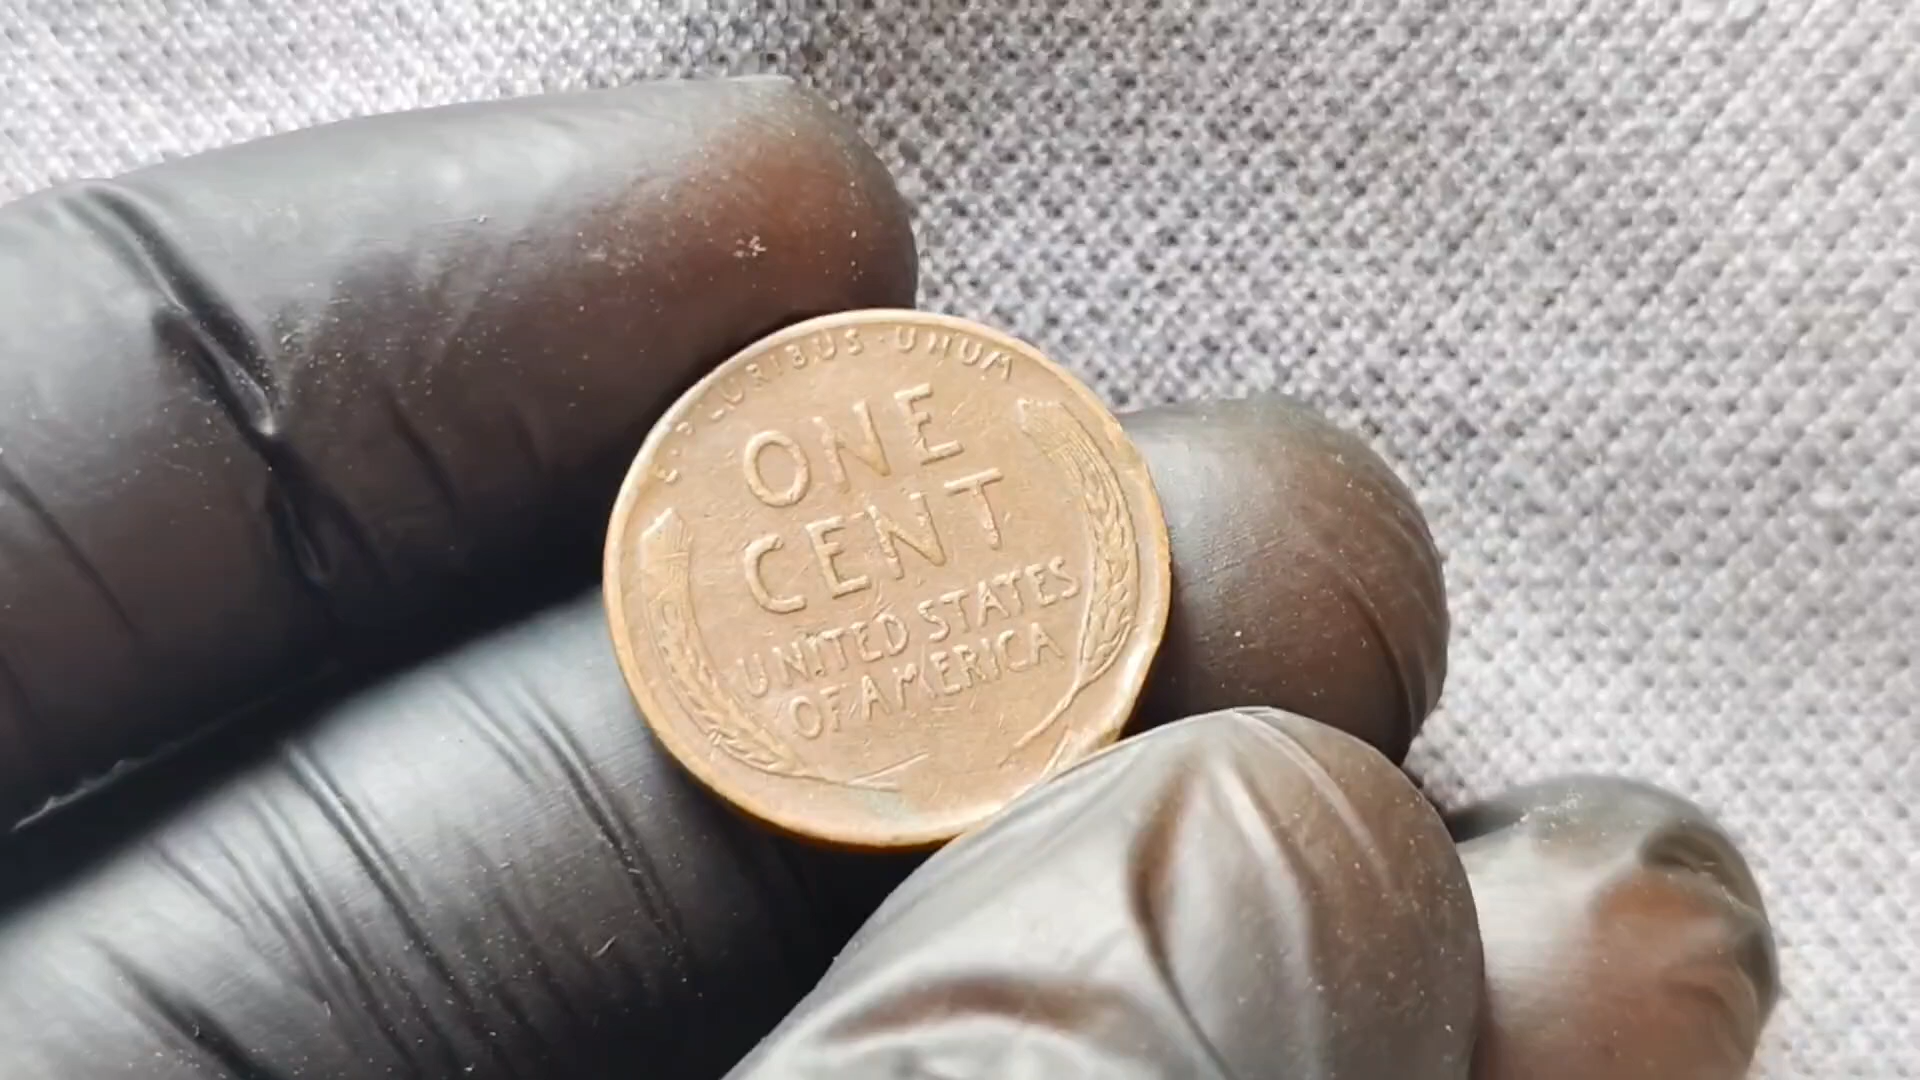 E·PLURIBUS·UNUM
ONE
CENT
UNITED STATES
OF AMERICA